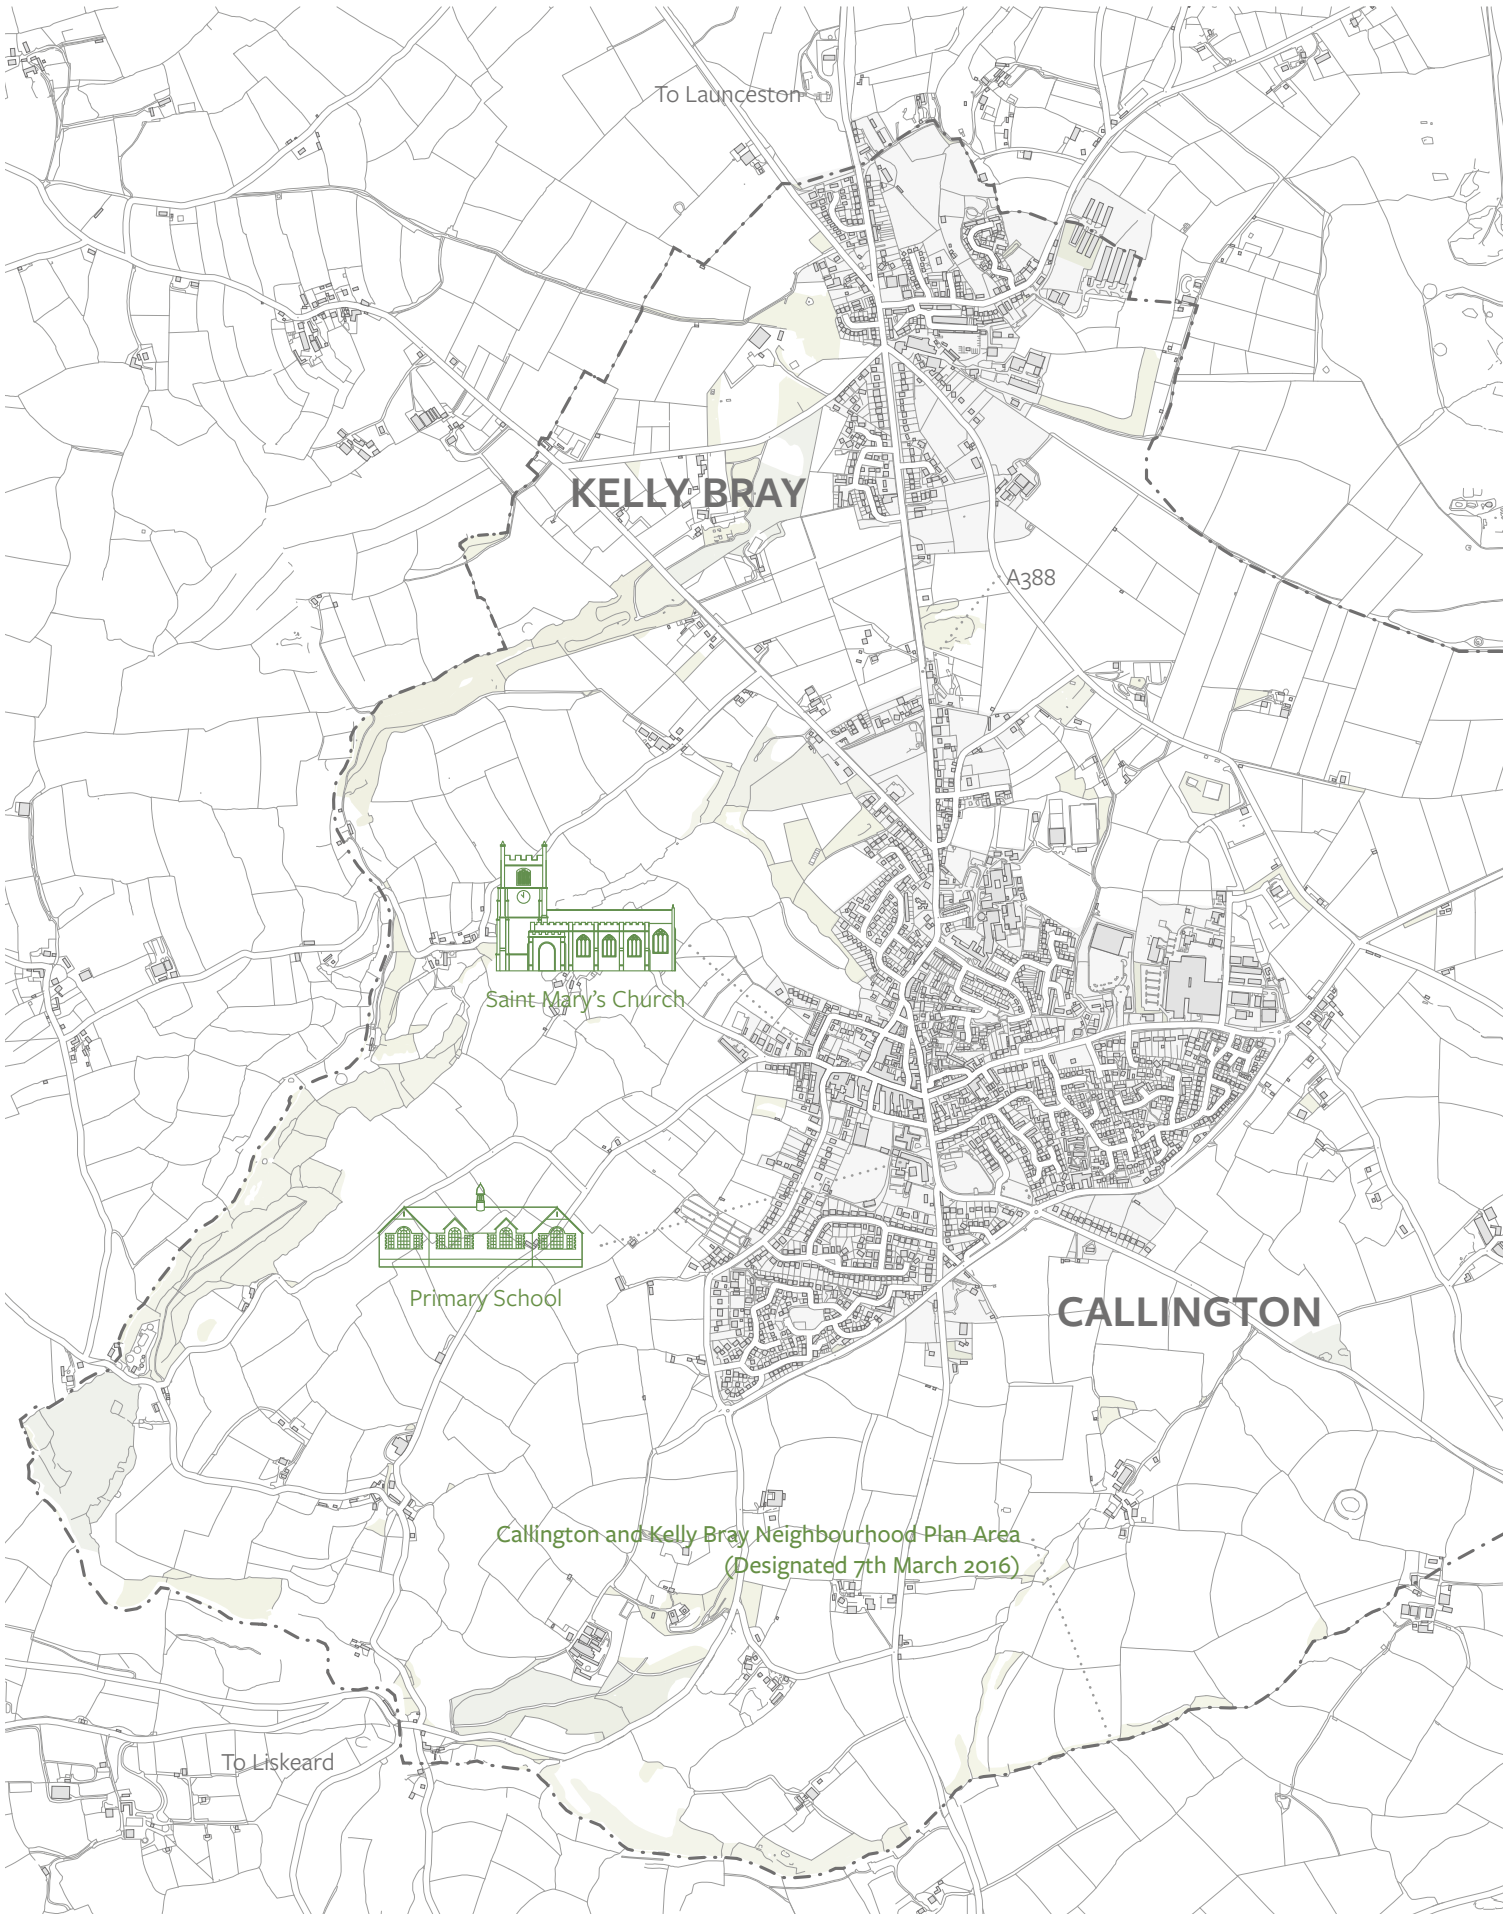 To Launceston
KELLY BRAY
A388
Saint Mary's Church
Primary School
CALLINGTON
Callington and Kelly Bray Neighbourhood Plan Area
(Designated 7th March 2016)
To Liskeard